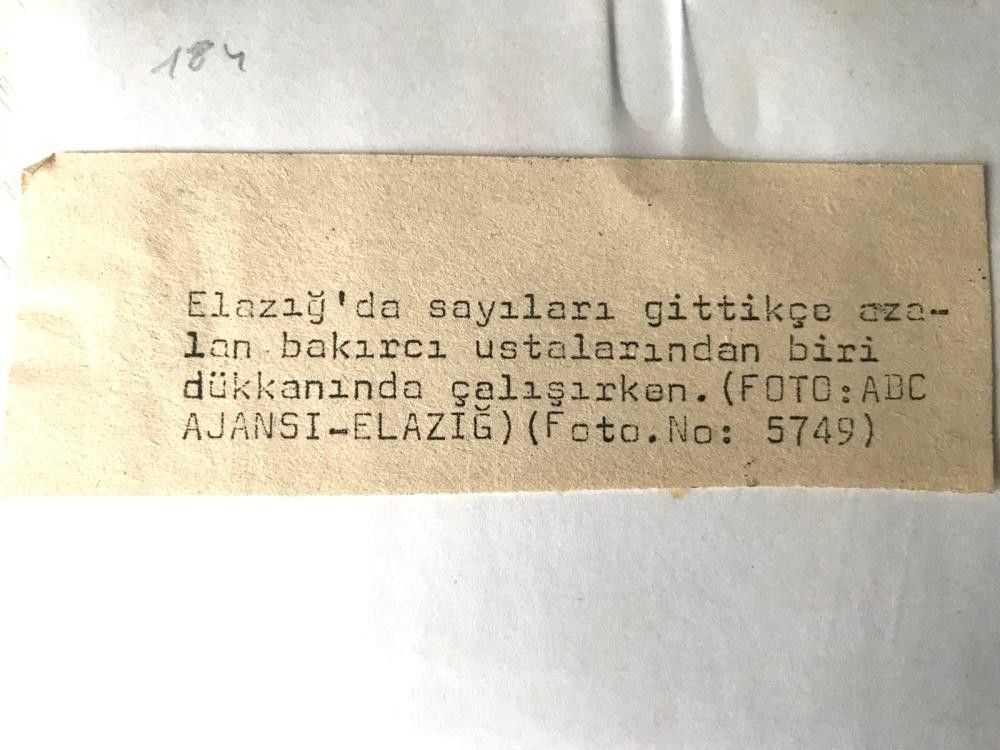 184
Elazığ'da sayıları gittikçe aza-
lan bakırcı ustalarından biri
dükkanında çalışırken.(FOTO:ABC
AJANSI-ELAZIĞ)(Foto.No: 5749)